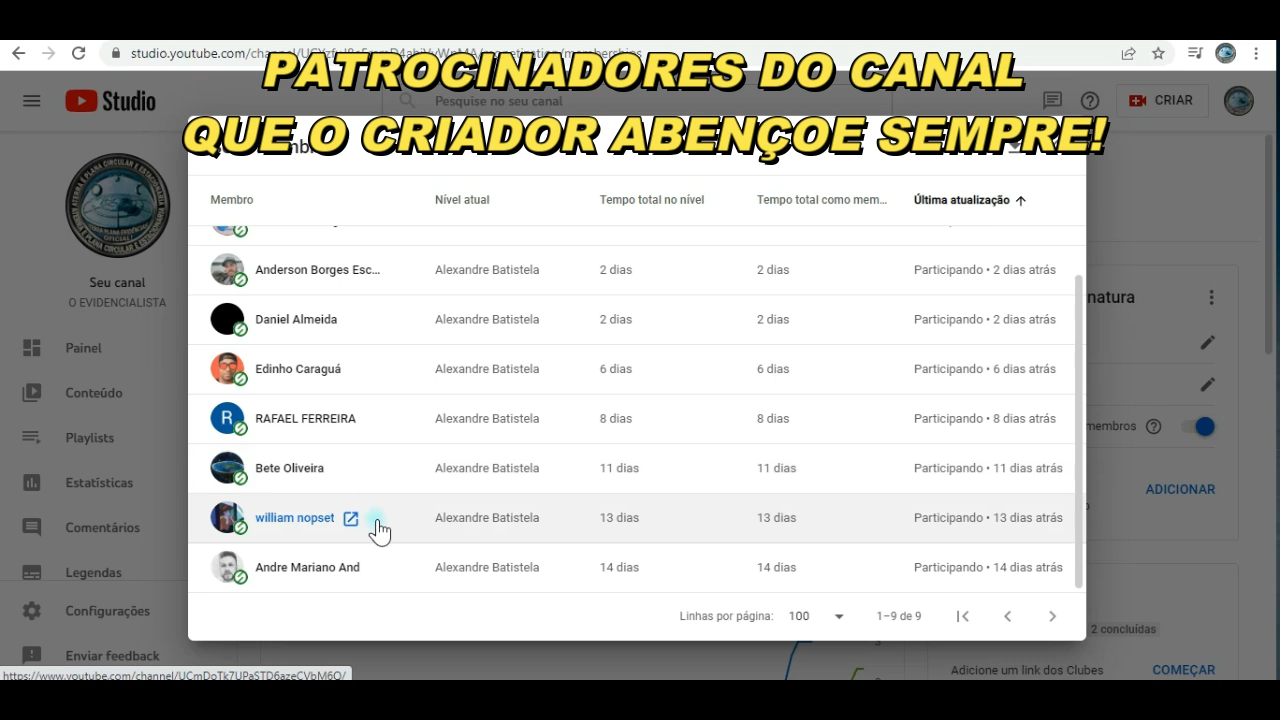 studio.youtube.com/
PATROCINADORES DO CANAL
QUE O CRIADOR ABENÇOE SEMPRE!
Studio
Pesquise no seu canal
CRIAR
Membro
Nível atual
Tempo total no nível
Tempo total como mem...
Última atualização
Anderson Borges Esc... Alexandre Batistela 2 dias 2 dias Participando • 2 dias atrás
Daniel Almeida Alexandre Batistela 2 dias 2 dias Participando • 2 dias atrás
Edinho Caraguá Alexandre Batistela 6 dias 6 dias Participando • 6 dias atrás
R RAFAEL FERREIRA Alexandre Batistela 8 dias 8 dias Participando • 8 dias atrás
Bete Oliveira Alexandre Batistela 11 dias 11 dias Participando • 11 dias atrás
william nopset Alexandre Batistela 13 dias 13 dias Participando • 13 dias atrás
Andre Mariano And Alexandre Batistela 14 dias 14 dias Participando • 14 dias atrás
Linhas por página: 100 1–9 de 9
Seu canal
O EVIDENCIALISTA
Painel
Conteúdo
Playlists
Estatísticas
Comentários
Legendas
Configurações
Enviar feedback
natura
membros
ADICIONAR
2 concluídas
Adicione um link dos Clubes
COMEÇAR
https://www.youtube.com/channel/UCmDoTk7UPaSTD6azeCVbM6Q/